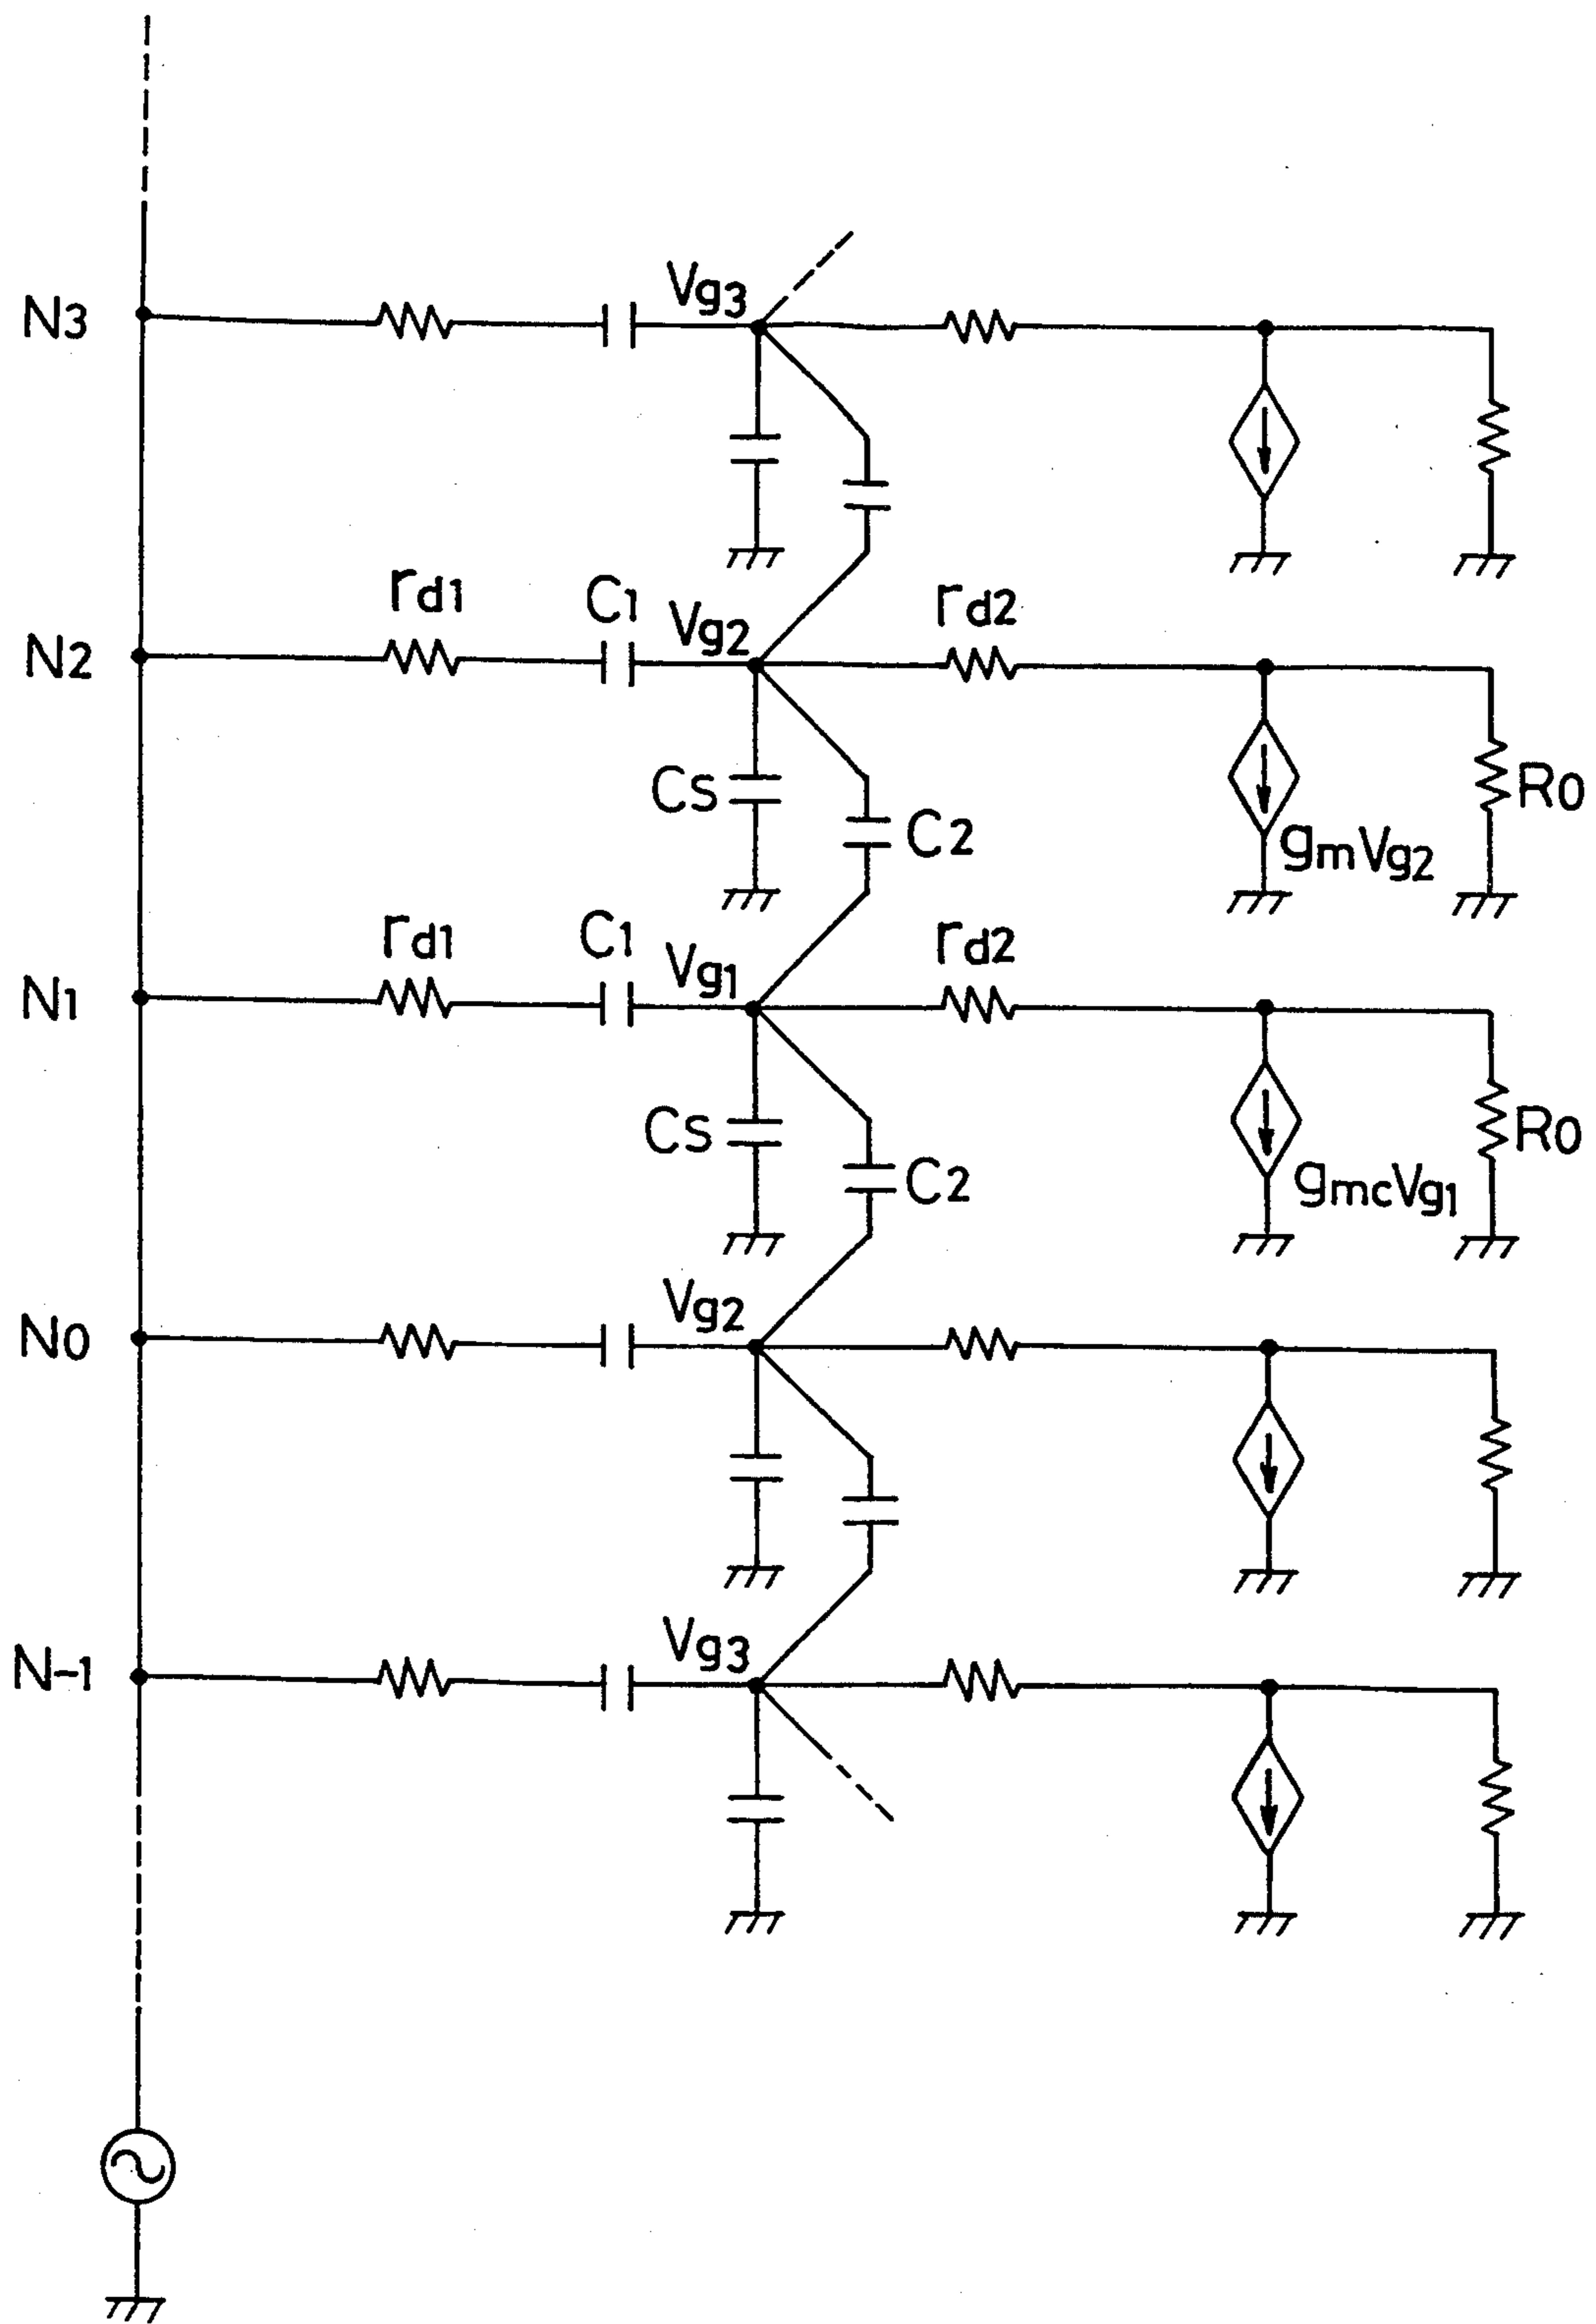 N3
Vg3
rd1
C1
Vg2
rd2
N2
Cs
C2
R0
gmVg2
rd1
C1
Vg1
rd2
N1
Cs
C2
R0
gmcVg1
Vg2
N0
Vg3
N-1